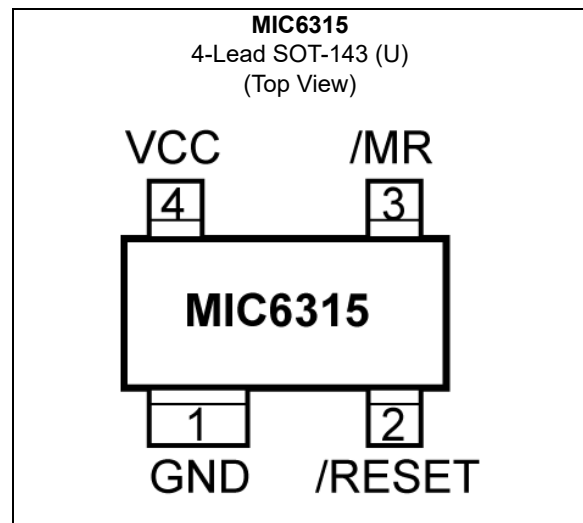 MIC6315
4-Lead SOT-143 (U)
(Top View)
VCC /MR
4 3
MIC6315
1 2
GND /RESET